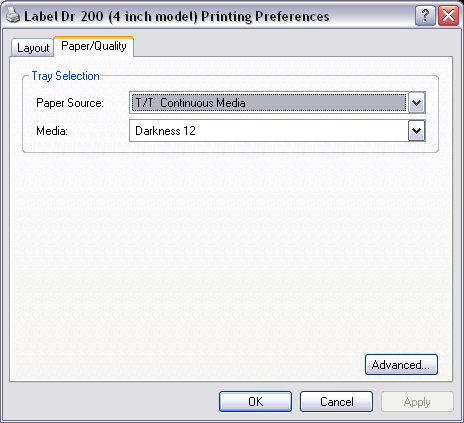 Label Dr 200 (4 inch model) Printing Preferences
Layout Paper/Quality
Tray Selection
Paper Source: T/T Continuous Media
Media: Darkness 12
Advanced...
OK Cancel Apply